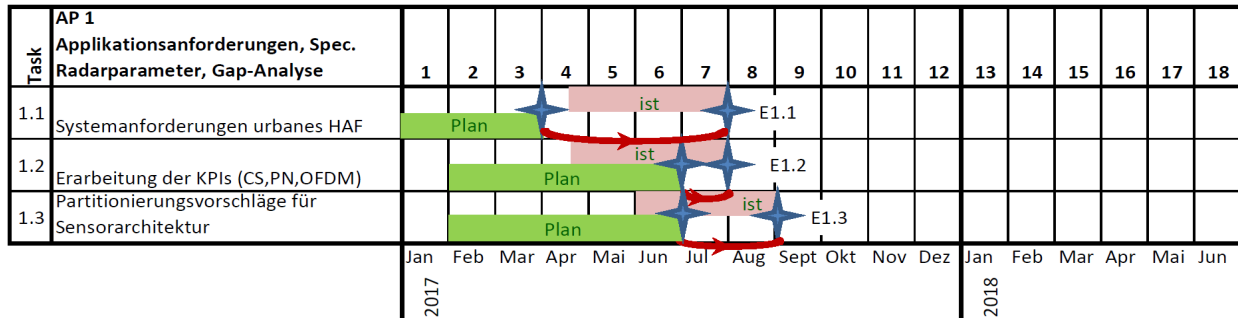 AP 1
Applikationsanforderungen, Spec.
Radarparameter, Gap-Analyse
Task
1 2 3 4 5 6 7 8 9 10 11 12 13 14 15 16 17 18
ist
1.1 Systemanforderungen urbanes HAF Plan E1.1
ist
1.2 Erarbeitung der KPIs (CS,PN,OFDM) Plan E1.2
Partitionierungsvorschläge für ist
1.3 Sensorarchitektur Plan E1.3
Jan Feb Mar Apr Mai Jun Jul Aug Sept Okt Nov Dez Jan Feb Mar Apr Mai Jun
2017 2018